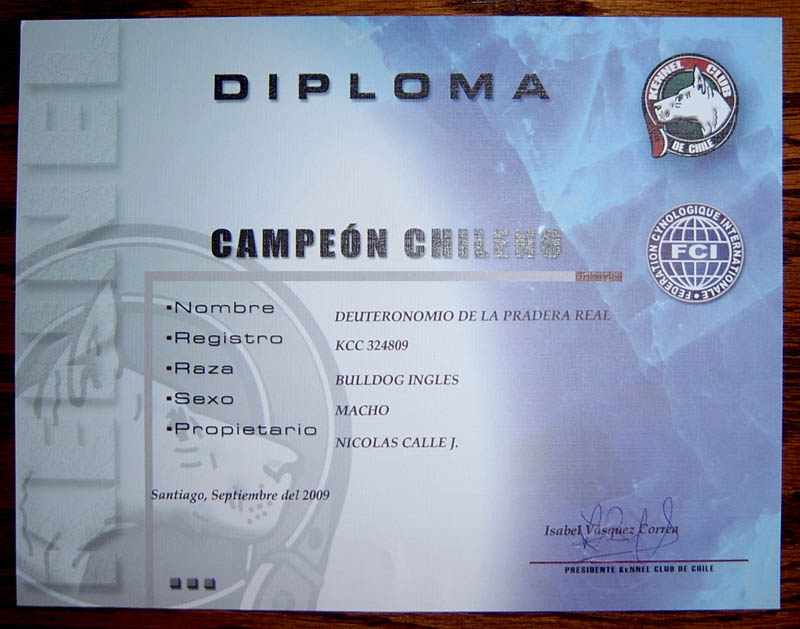 KENNEL
DIPLOMA
KENNEL CLUB
DE CHILE
CAMPEÓN CHILENO
FCI
FEDERATION CYNOLOGIQUE INTERNATIONALE
Nombre DEUTERONOMIO DE LA PRADERA REAL
Registro KCC 324809
Raza BULLDOG INGLES
Sexo MACHO
Propietario NICOLAS CALLE J.
Santiago, Septiembre del 2009
Isabel Vásquez Correa
PRESIDENTE KENNEL CLUB DE CHILE